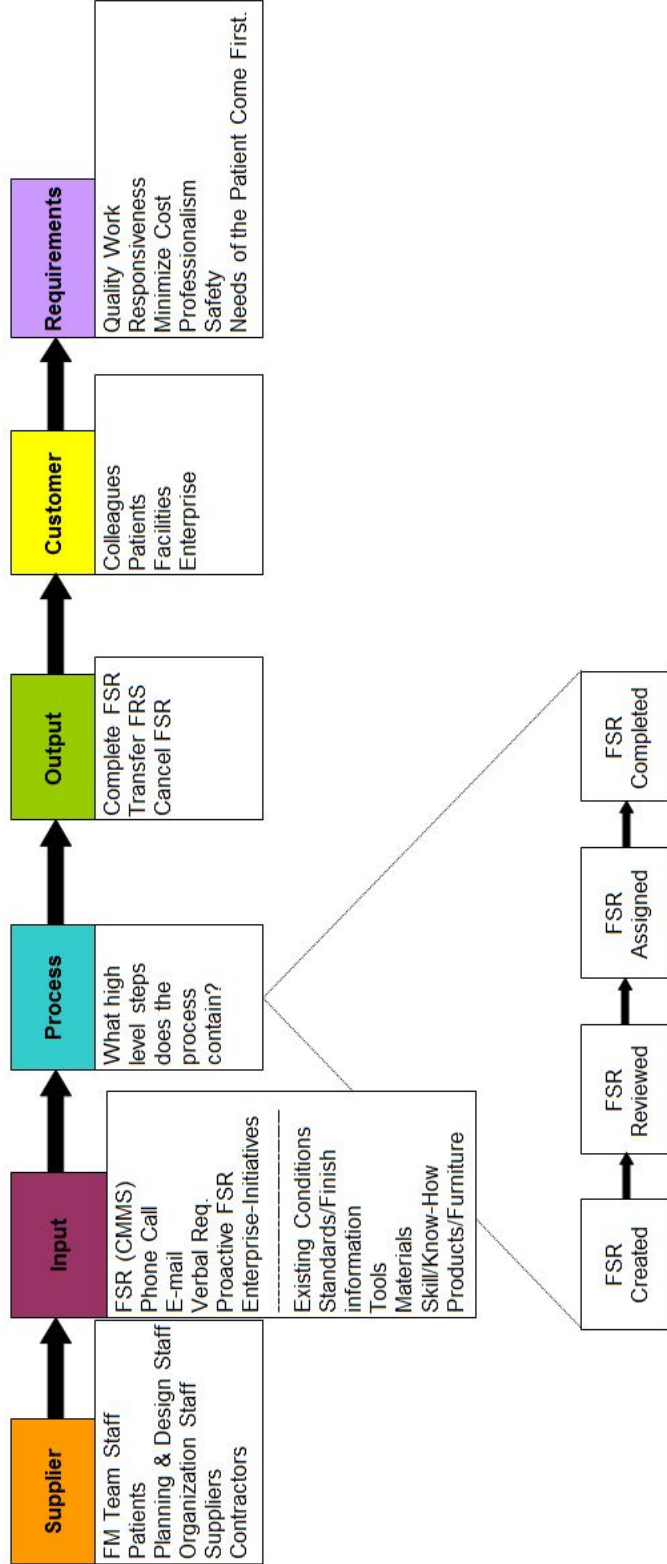 Supplier
FM Team Staff
Patients
Planning & Design Staff
Organization Staff
Suppliers
Contractors
Input
FSR (CMMS)
Phone Call
E-mail
Verbal Req.
Proactive FSR
Enterprise-Initiatives
Existing Conditions
Standards/Finish
information
Tools
Materials
Skill/Know-How
Products/Furniture
Process
What high
level steps
does the
process
contain?
Output
Complete FSR
Transfer FRS
Cancel FSR
Customer
Colleagues
Patients
Facilities
Enterprise
Requirements
Quality Work
Responsiveness
Minimize Cost
Professionalism
Safety
Needs of the Patient Come First.
FSR
Created
FSR
Reviewed
FSR
Assigned
FSR
Completed